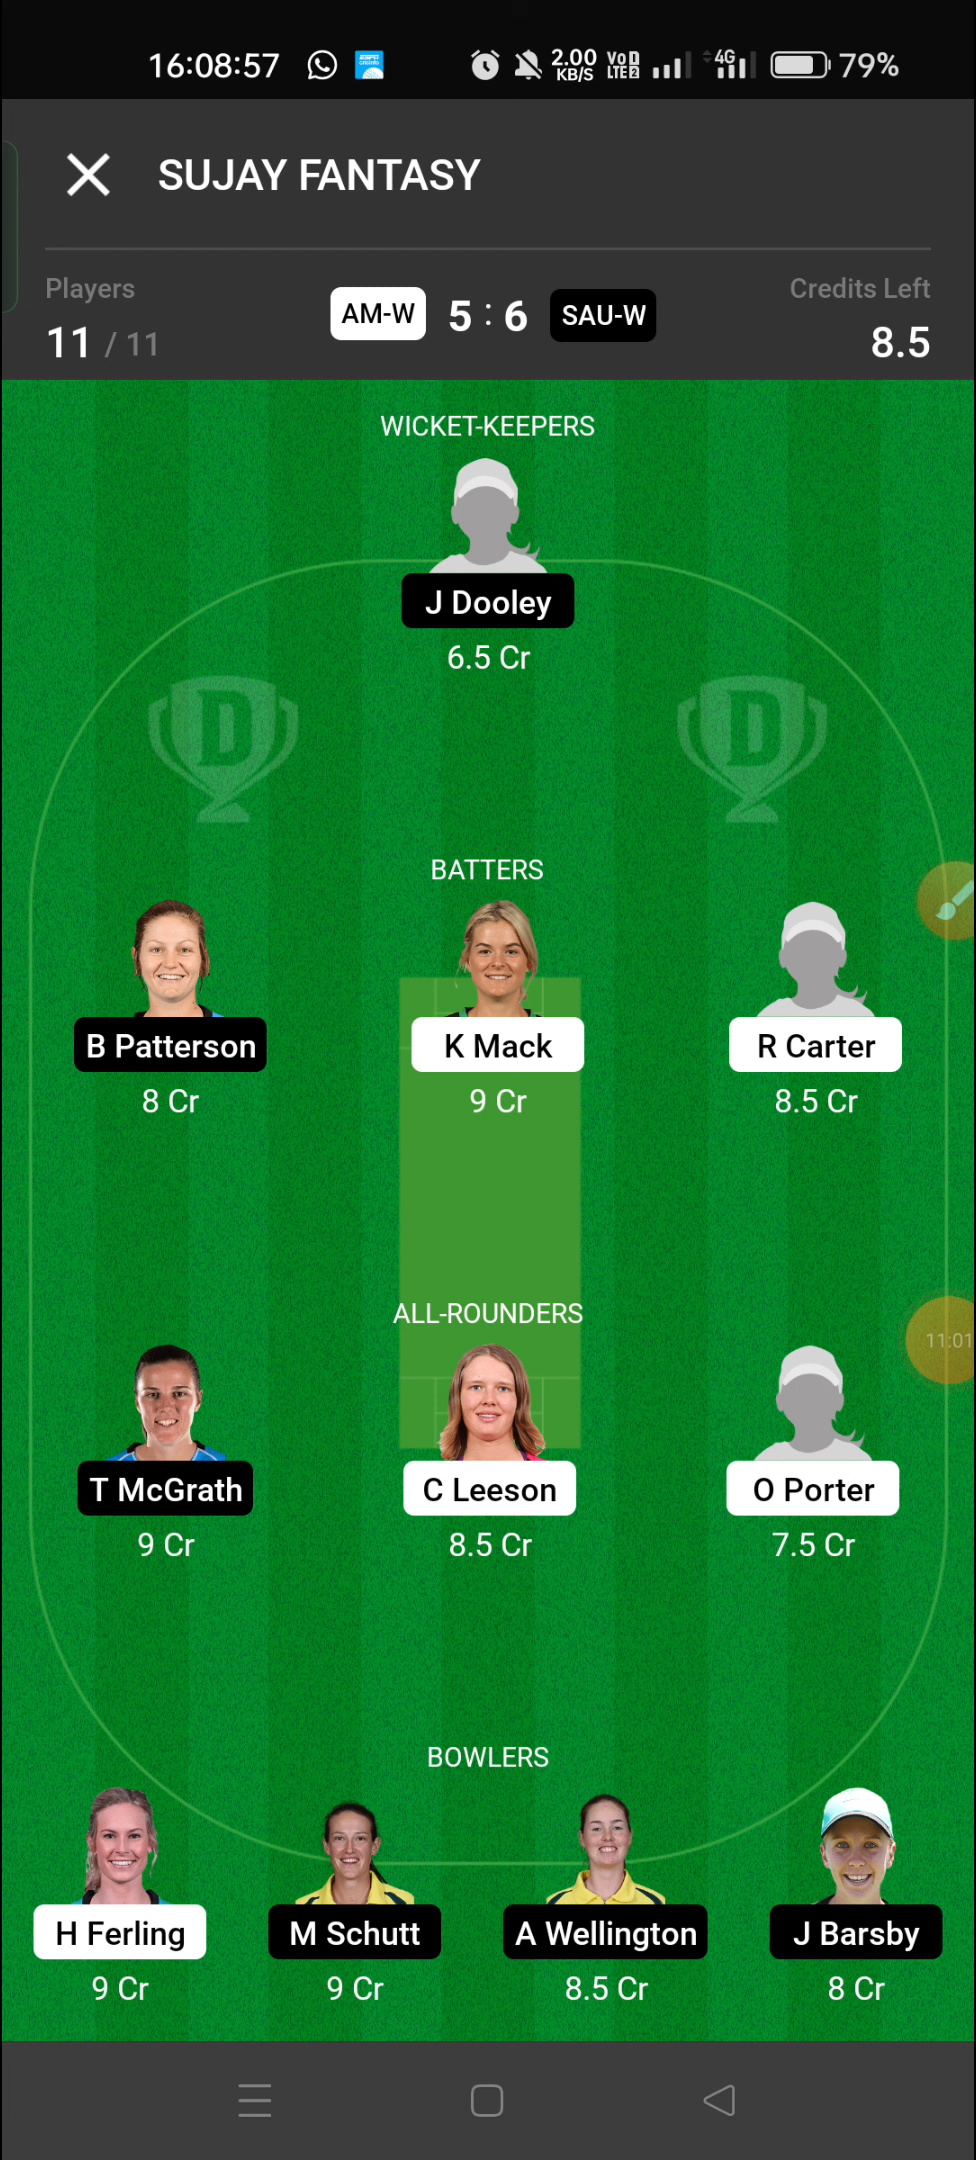 16:08:57 2.00 KB/S VoD LTE2 4G 79%
SUJAY FANTASY
Players Credits Left
11 / 11 AM-W 5 : 6 SAU-W 8.5
WICKET-KEEPERS
J Dooley
6.5 Cr
D D
BATTERS
B Patterson K Mack R Carter
8 Cr 9 Cr 8.5 Cr
ALL-ROUNDERS
11:01
T McGrath C Leeson O Porter
9 Cr 8.5 Cr 7.5 Cr
BOWLERS
H Ferling M Schutt A Wellington J Barsby
9 Cr 9 Cr 8.5 Cr 8 Cr